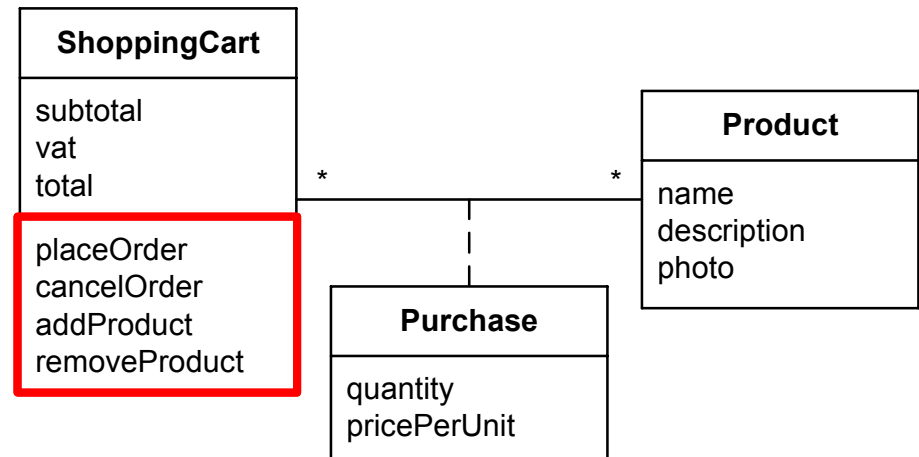 ShoppingCart
subtotal
vat
total
placeOrder
cancelOrder
addProduct
removeProduct
*
*
Product
name
description
photo
Purchase
quantity
pricePerUnit